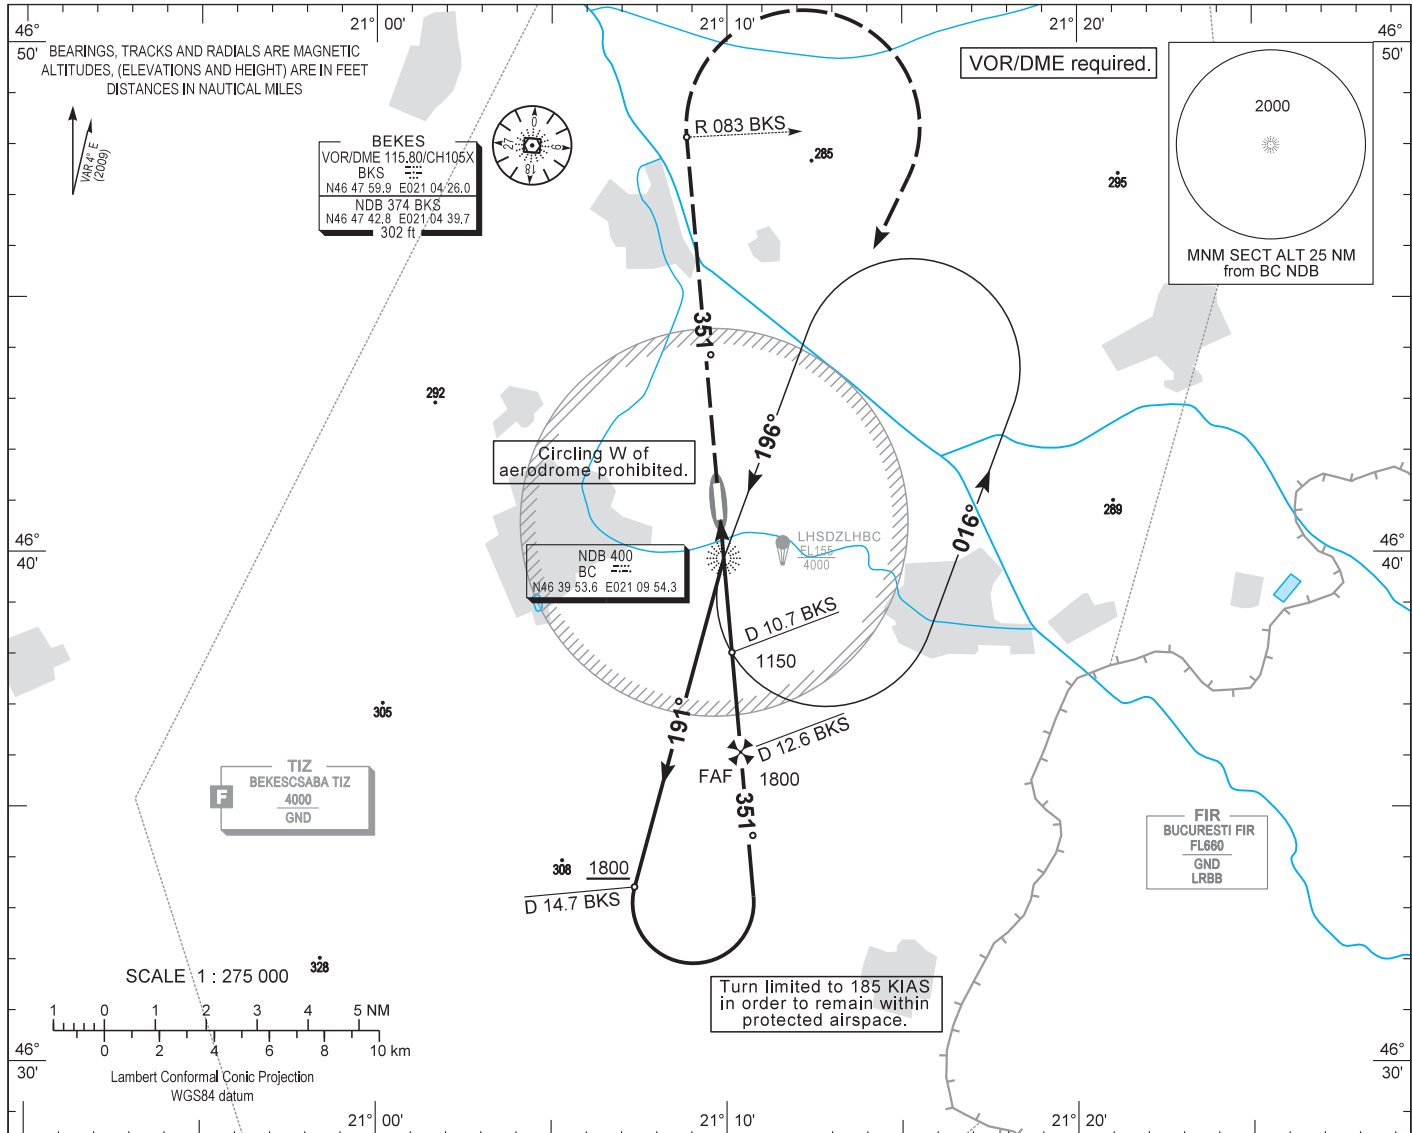 21° 00'
21° 10'
21° 20'
46°
50'
46°
50'
BEARINGS, TRACKS AND RADIALS ARE MAGNETIC
ALTITUDES, (ELEVATIONS AND HEIGHT) ARE IN FEET
DISTANCES IN NAUTICAL MILES
VAR 4° E
(2009)
BEKES
VOR/DME 115.80/CH105X
BKS
N46 47 59.9 E021 04 26.0
NDB 374 BKS
N46 47 42.8 E021 04 39.7
302 ft
0
9
18
27
VOR/DME required.
2000
MNM SECT ALT 25 NM
from BC NDB
R 083 BKS
285
295
351°
292
196°
Circling W of
aerodrome prohibited.
016°
289
LHSDZLHBC
FL155
4000
46°
40'
46°
40'
NDB 400
BC
N46 39 53.6 E021 09 54.3
D 10.7 BKS
1150
305
191°
D 12.6 BKS
FAF
1800
351°
TIZ
BEKESCSABA TIZ
4000
GND
F
FIR
BUCURESTI FIR
FL660
GND
LRBB
308
1800
D 14.7 BKS
328
SCALE 1 : 275 000
1 0 1 2 3 4 5 NM
0 2 4 6 8 10 km
Lambert Conformal Conic Projection
WGS84 datum
Turn limited to 185 KIAS
in order to remain within
protected airspace.
46°
30'
46°
30'
21° 00'
21° 10'
21° 20'